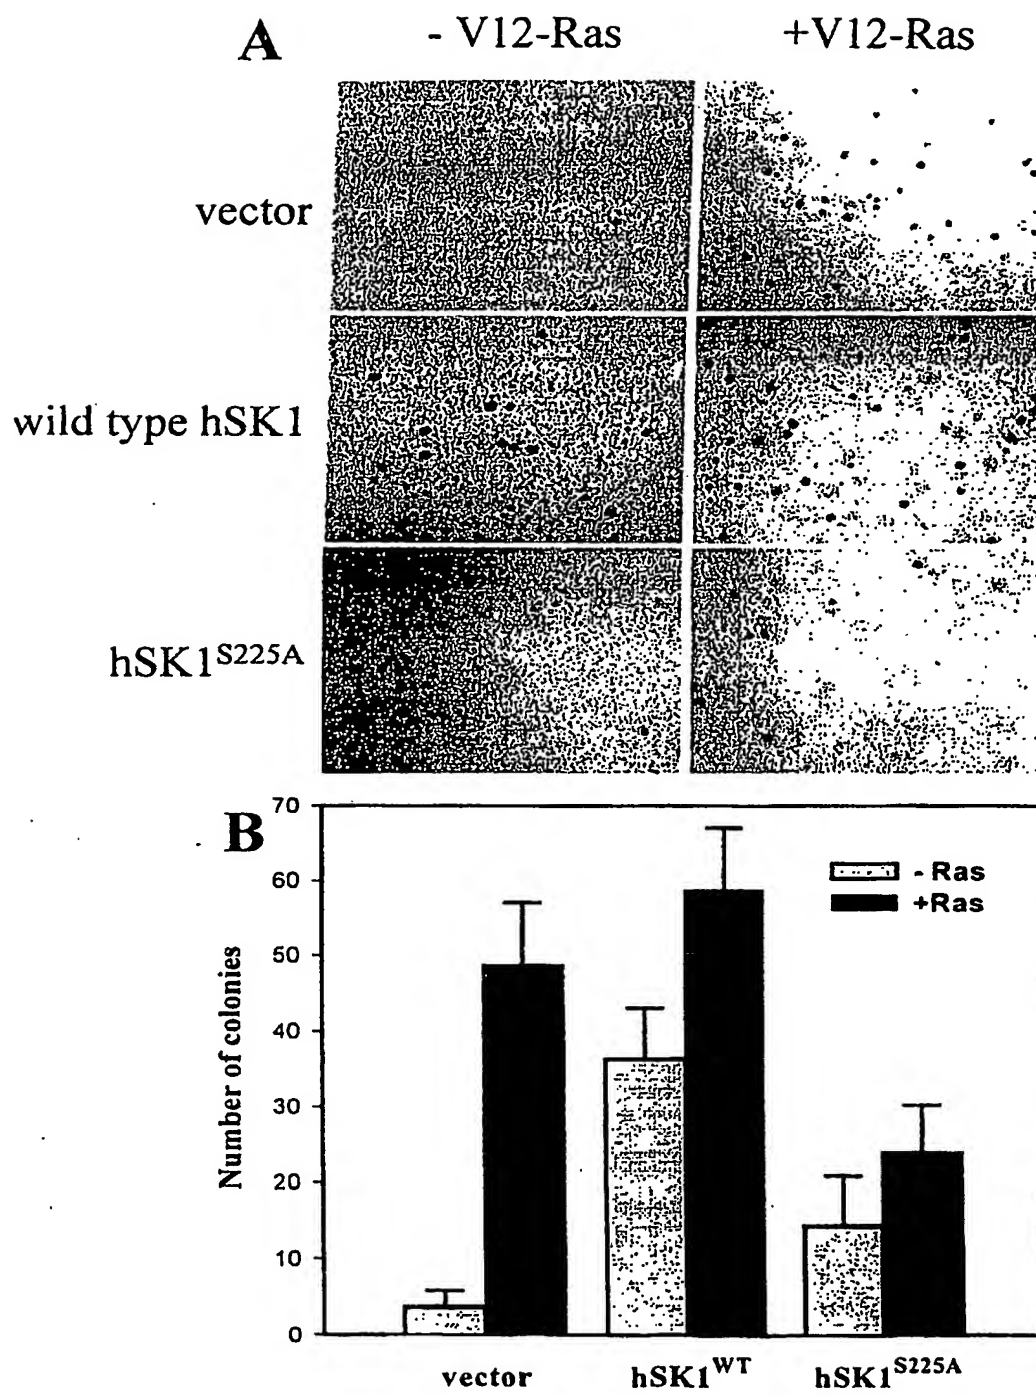 A
- V12-Ras
+V12-Ras
vector
wild type hSK1
hSK1S225A
B
70
60
50
40
30
20
10
0
Number of colonies
- Ras
+Ras
vector
hSK1WT
hSK1S225A